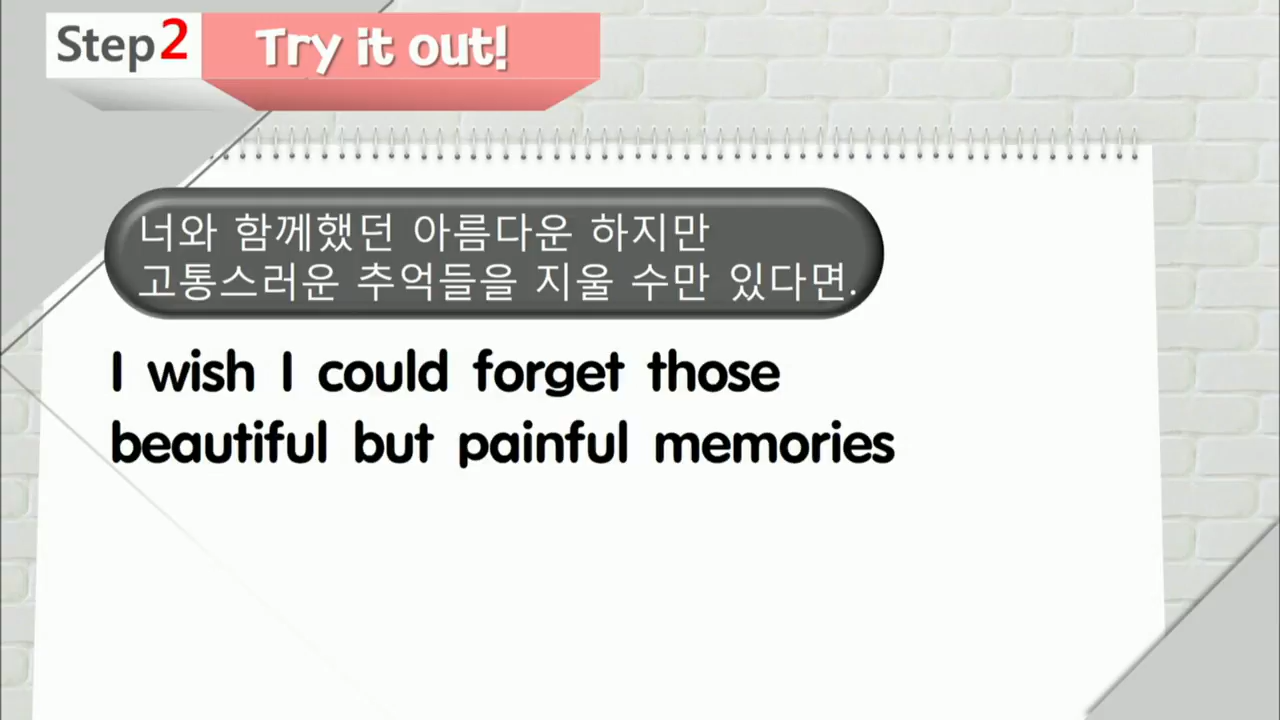 Step2
Try it out!
너와 함께했던 아름다운 하지만
고통스러운 추억들을 지울 수만 있다면.
I wish I could forget those
beautiful but painful memories